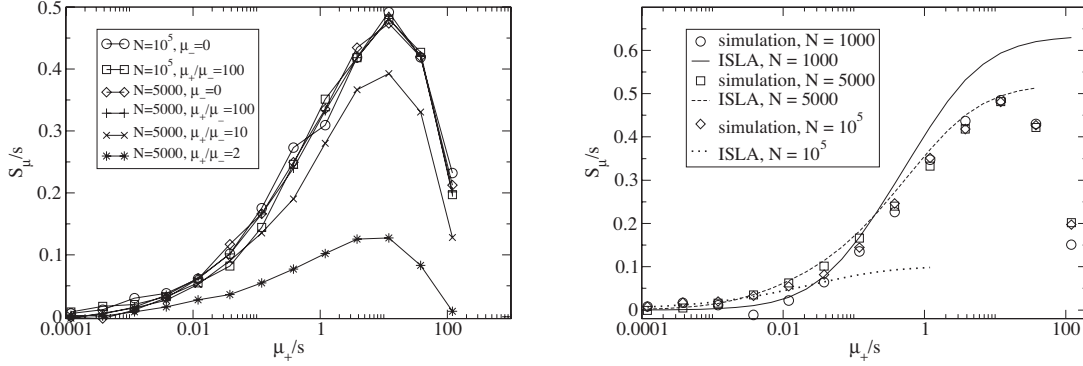 S_μ/s
0.5
0.4
0.3
0.2
0.1
0
N=10^5, μ_-=0
N=10^5, μ_+/μ_-=100
N=5000, μ_-=0
N=5000, μ_+/μ_-=100
N=5000, μ_+/μ_-=10
N=5000, μ_+/μ_-=2
0.0001 0.01 1 100
μ_+/s
S_μ/s
0.6
0.5
0.4
0.3
0.2
0.1
0
simulation, N = 1000
ISLA, N = 1000
simulation, N = 5000
ISLA, N = 5000
simulation, N = 10^5
ISLA, N = 10^5
0.0001 0.01 1 100
μ_+/s